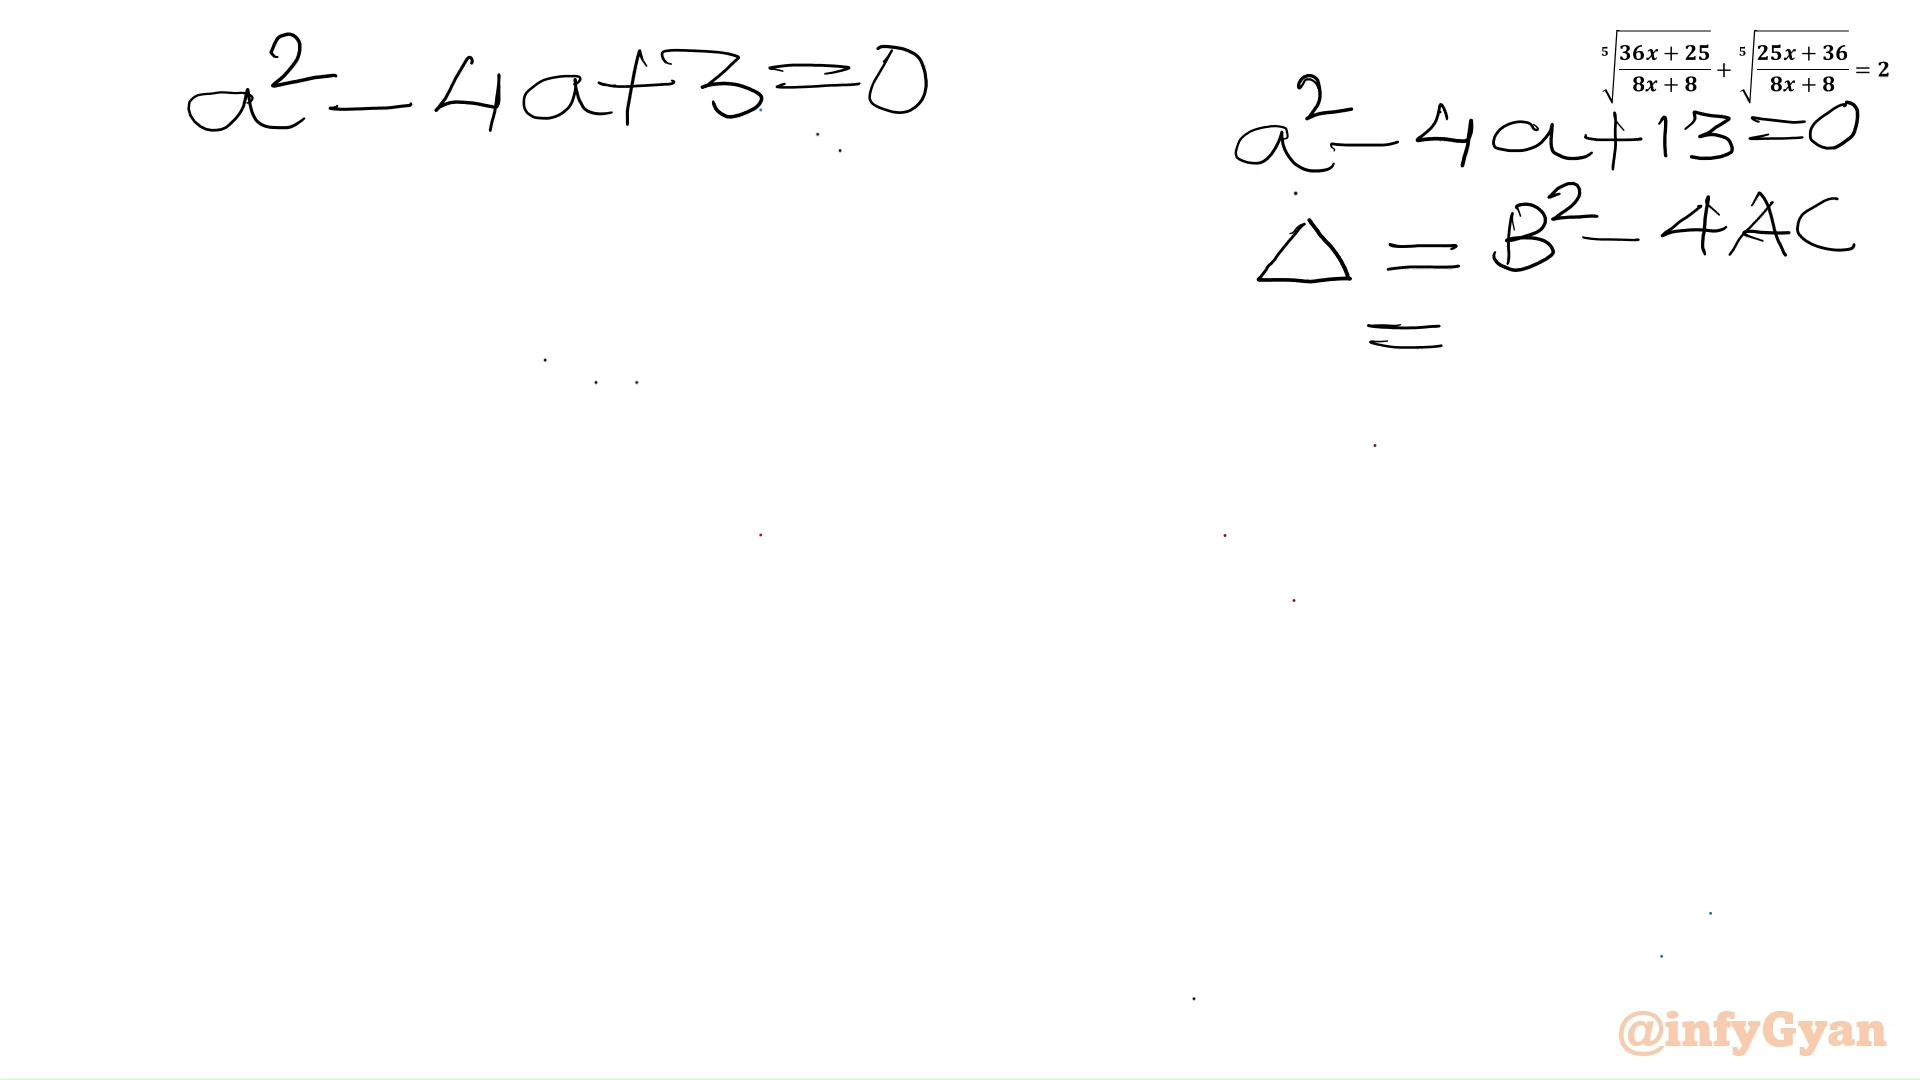 a² - 4a + 3 = 0
⁵√((36x + 25)/(8x + 8)) + ⁵√((25x + 36)/(8x + 8)) = 2
a² - 4a + 13 = 0
Δ = B² - 4AC
=
@infyGyan